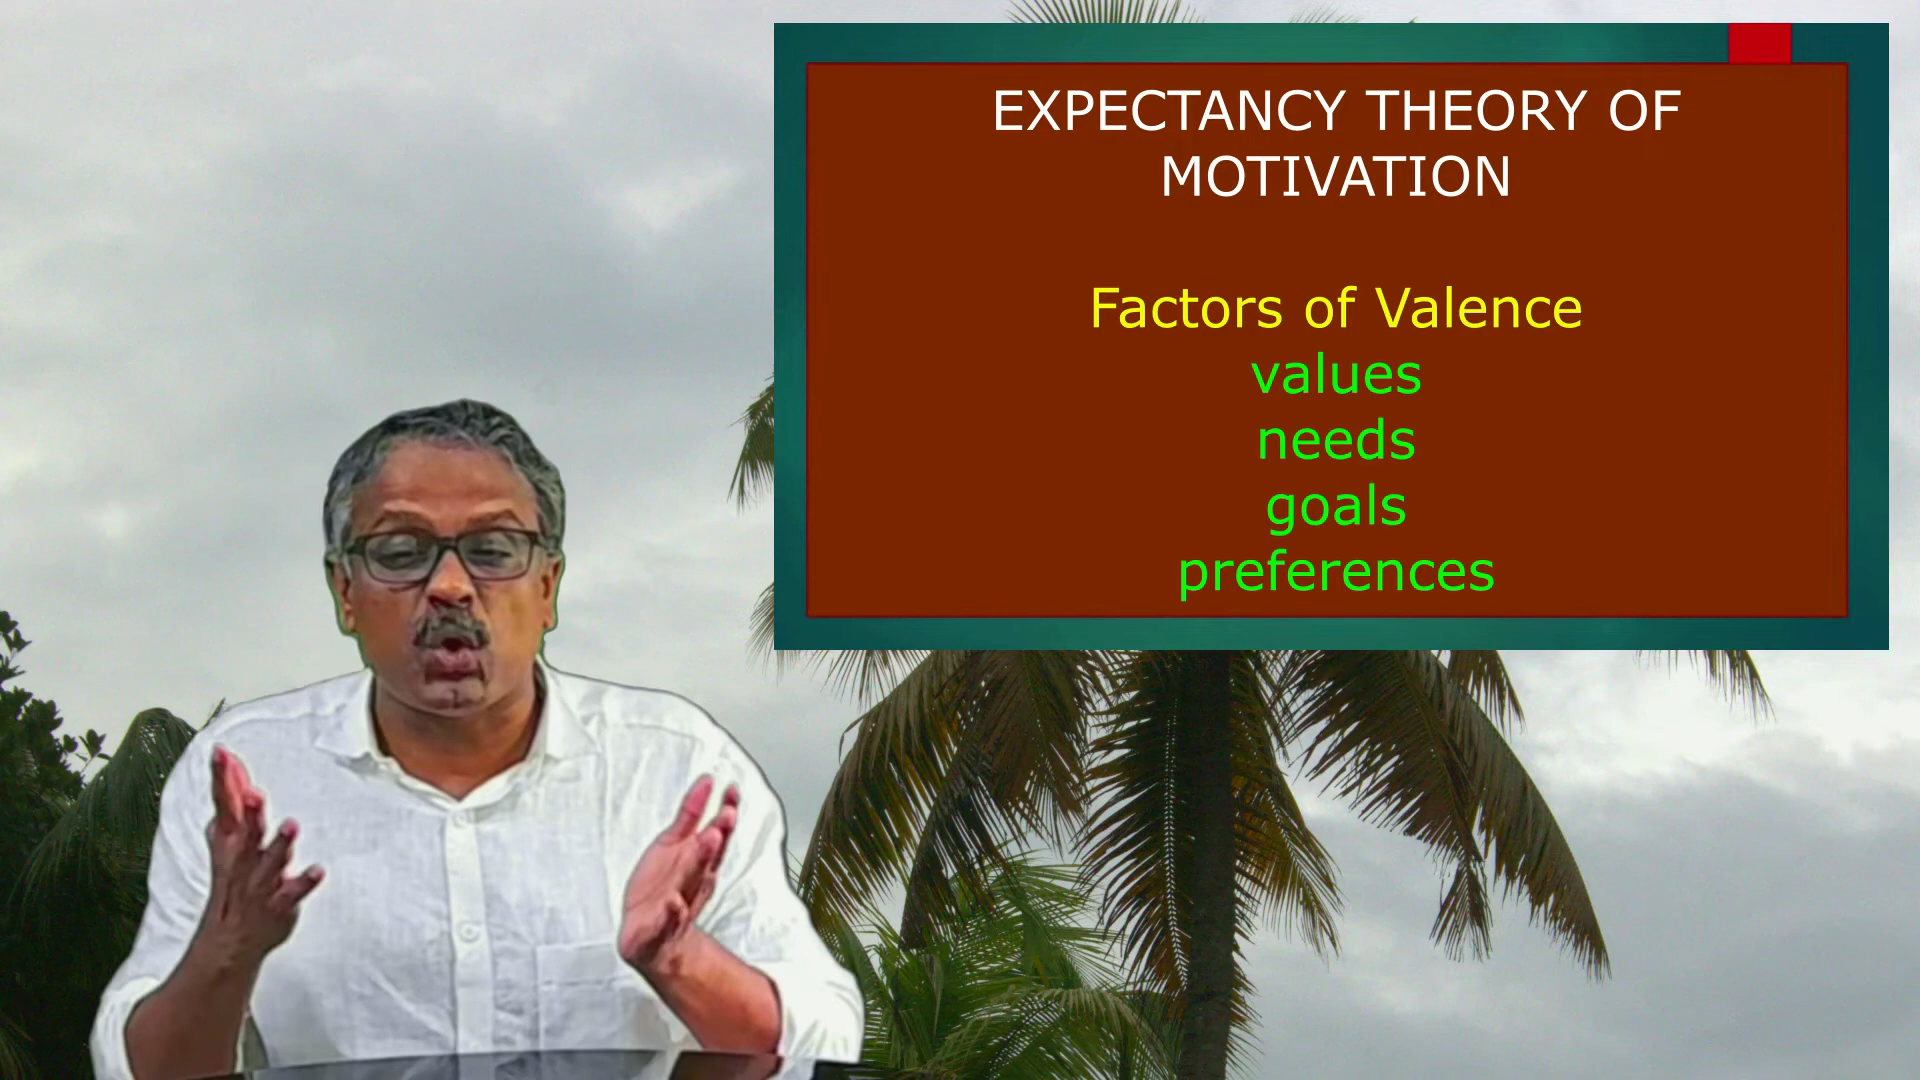 EXPECTANCY THEORY OF
MOTIVATION
Factors of Valence
values
needs
goals
preferences